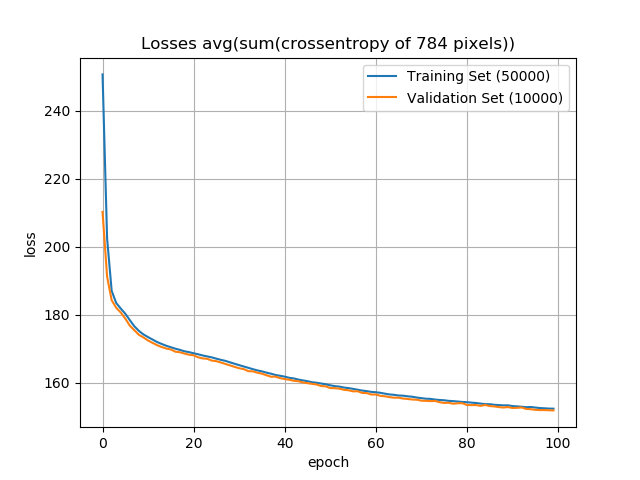 Losses avg(sum(crossentropy of 784 pixels))
Training Set (50000)
Validation Set (10000)
240
220
200
180
160
loss
0 20 40 60 80 100
epoch